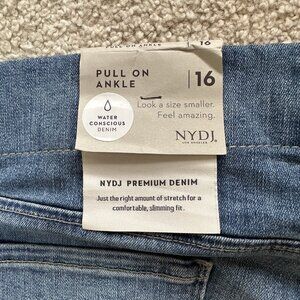 PULL ON ANKLE 16
PULL ON
ANKLE
16
WATER
CONSCIOUS
DENIM
Look a size smaller.
Feel amazing.
NYDJ
LOS ANGELES
NYDJ PREMIUM DENIM
Just the right amount of stretch for a
comfortable, slimming fit.